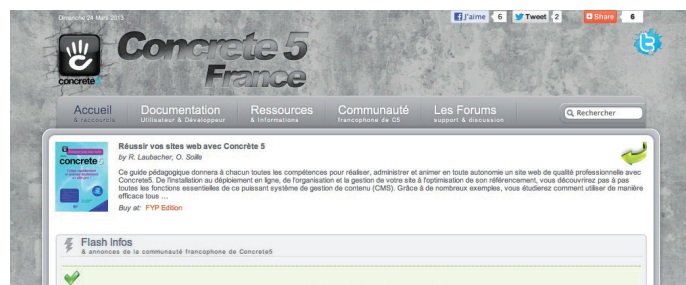 Dimanche 24 Mars 2013
J'aime 6 Tweet 2 Share 6
Concrete 5
France
concrete5
Accueil Documentation Ressources Communauté Les Forums
& raccourcis Utilisateur & Développeur & Informations francophone de C5 support & discussion
Rechercher
Réussir vos sites web avec Concrète 5
by R. Laubacher, O. Soille
concrete5
Ce guide pédagogique donnera à chacun toutes les compétences pour réaliser, administrer et animer en toute autonomie un site web de qualité professionnelle avec
Concrete5. De l'installation au déploiement en ligne, de l'organisation et la gestion de votre site à l'optimisation de son référencement, vous découvrirez pas à pas
toutes les fonctions essentielles de ce puissant système de gestion de contenu (CMS). Grâce à de nombreux exemples, vous étudierez comment utiliser de manière
efficace tous ...
Buy at: FYP Edition
Flash Infos
& annonces de la communauté francophone de Concrete5